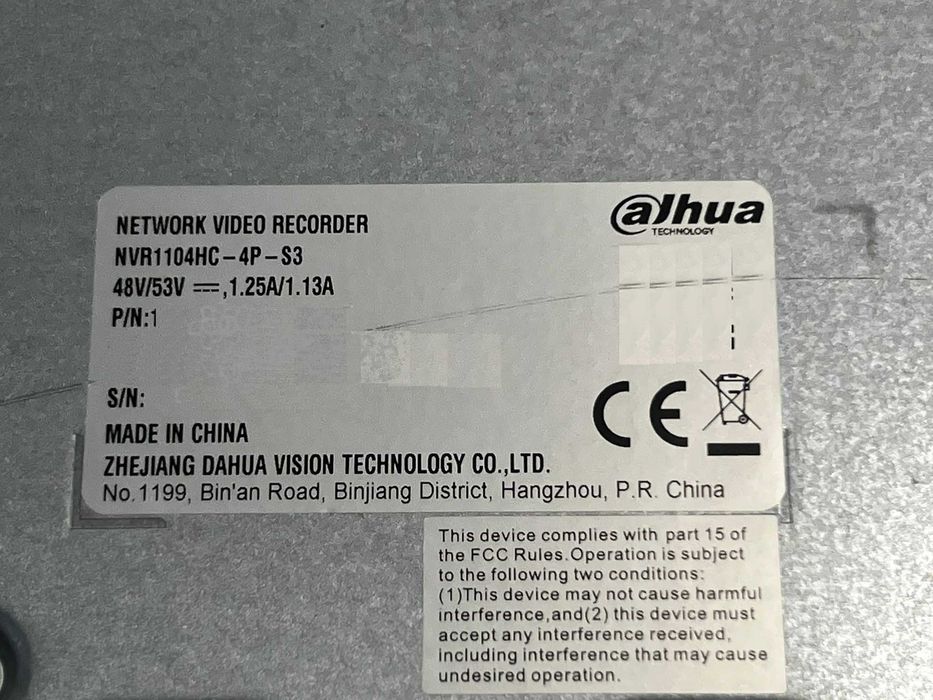 NETWORK VIDEO RECORDER
alhua
TECHNOLOGY
NVR1104HC-4P-S3
48V/53V ⎓,1.25A/1.13A
P/N:1
S/N:
MADE IN CHINA
CE
ZHEJIANG DAHUA VISION TECHNOLOGY CO.,LTD.
No.1199, Bin'an Road, Binjiang District, Hangzhou, P.R. China
This device complies with part 15 of
the FCC Rules.Operation is subject
to the following two conditions:
(1)This device may not cause harmful
interference,and(2) this device must
accept any interference received,
including interference that may cause
undesired operation.